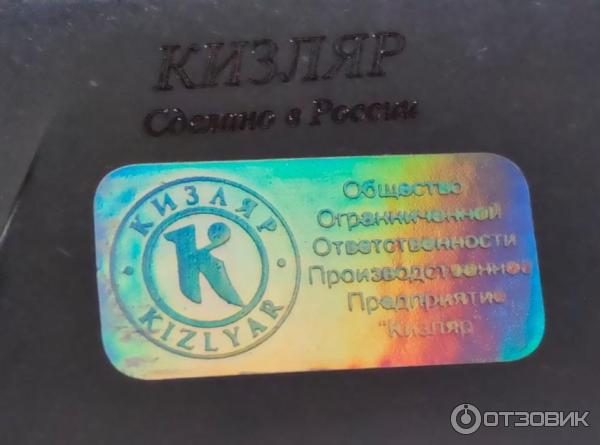 КИЗЛЯР
Сделано в России
КИЗЛЯР
К
KIZLYAR
Общество
Ограниченной
Ответственности
Производственное
Предприятие
"Кизляр
ОТЗОВИК